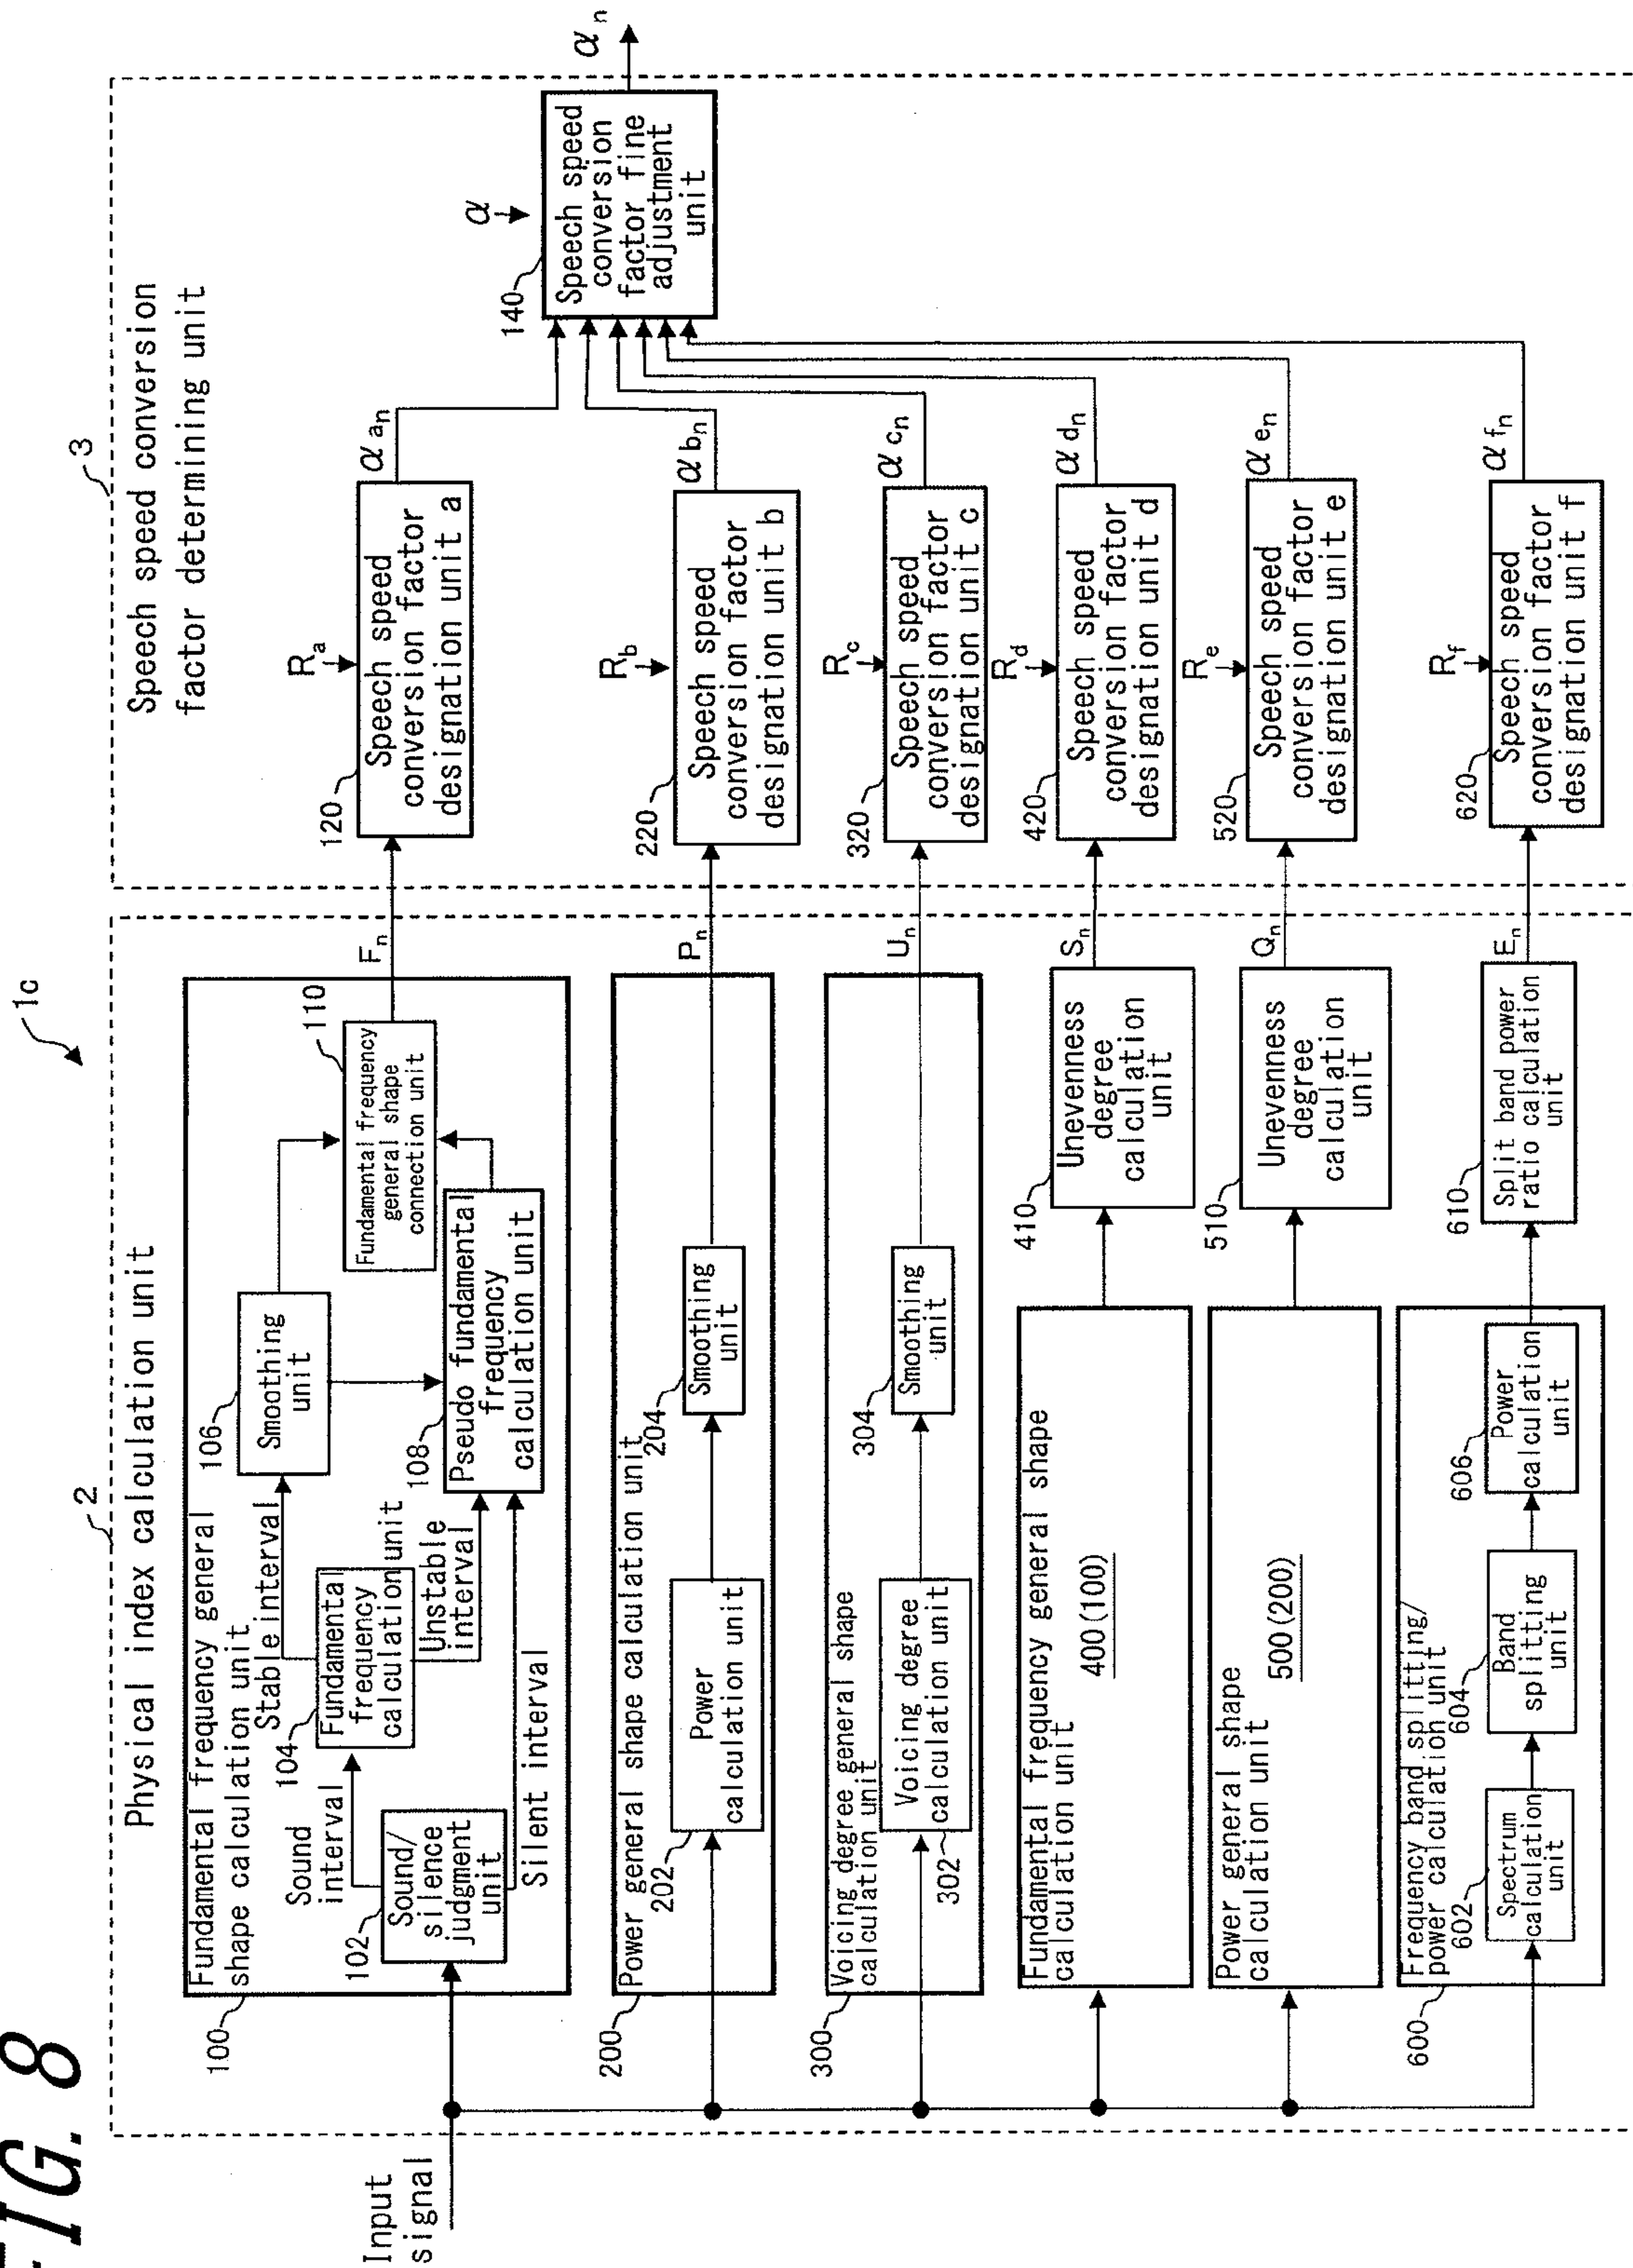 FIG. 8
1c
2
Physical index calculation unit
3
Speech speed conversion
factor determining unit
Input
signal
100
Fundamental frequency general
shape calculation unit
102
Sound/
silence
judgment
unit
Sound
interval
Silent interval
104
Fundamental
frequency
calculation unit
Stable interval
Unstable
interval
106
Smoothing
unit
108
Pseudo fundamental
frequency
calculation unit
110
Fundamental frequency
general shape
connection unit
Fn
120
Ra
Speech speed
conversion factor
designation unit a
αan
200
Power general shape calculation unit
202
Power
calculation unit
204
Smoothing
unit
Pn
220
Rb
Speech speed
conversion factor
designation unit b
αbn
300
Voicing degree general shape
calculation unit
302
Voicing degree
calculation unit
304
Smoothing
unit
Un
320
Rc
Speech speed
conversion factor
designation unit c
αcn
Fundamental frequency general shape
calculation unit
400(100)
410
Unevenness
degree
calculation
unit
Sn
420
Rd
Speech speed
conversion factor
designation unit d
αdn
Power general shape
calculation unit
500(200)
510
Unevenness
degree
calculation
unit
Qn
520
Re
Speech speed
conversion factor
designation unit e
αen
600
Frequency band splitting/
power calculation unit
602
Spectrum
calculation
unit
604
Band
splitting
unit
606
Power
calculation
unit
610
Split band power
ratio calculation
unit
En
620
Rf
Speech speed
conversion factor
designation unit f
αfn
140
α
Speech speed
conversion
factor fine
adjustment
unit
αn